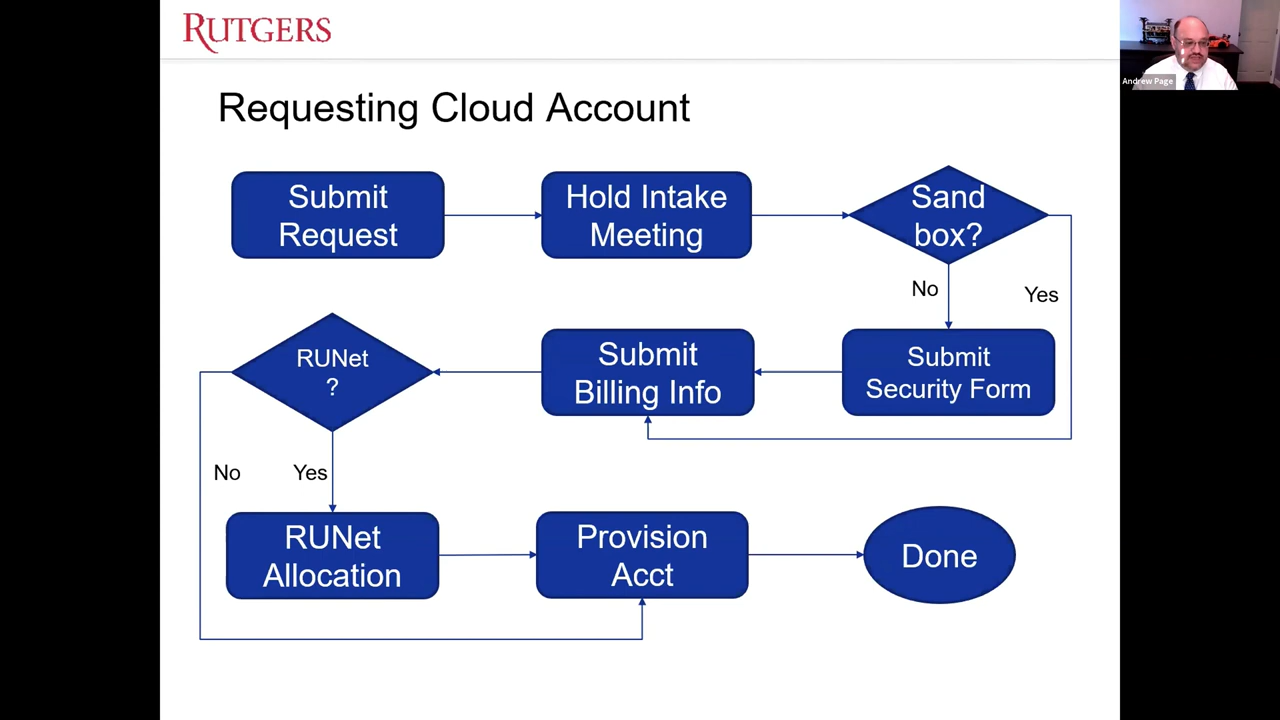 RUTGERS
Andrew Page
Requesting Cloud Account
Submit
Request
Hold Intake
Meeting
Sand
box?
No
Yes
RUNet
?
Submit
Billing Info
Submit
Security Form
No
Yes
RUNet
Allocation
Provision
Acct
Done